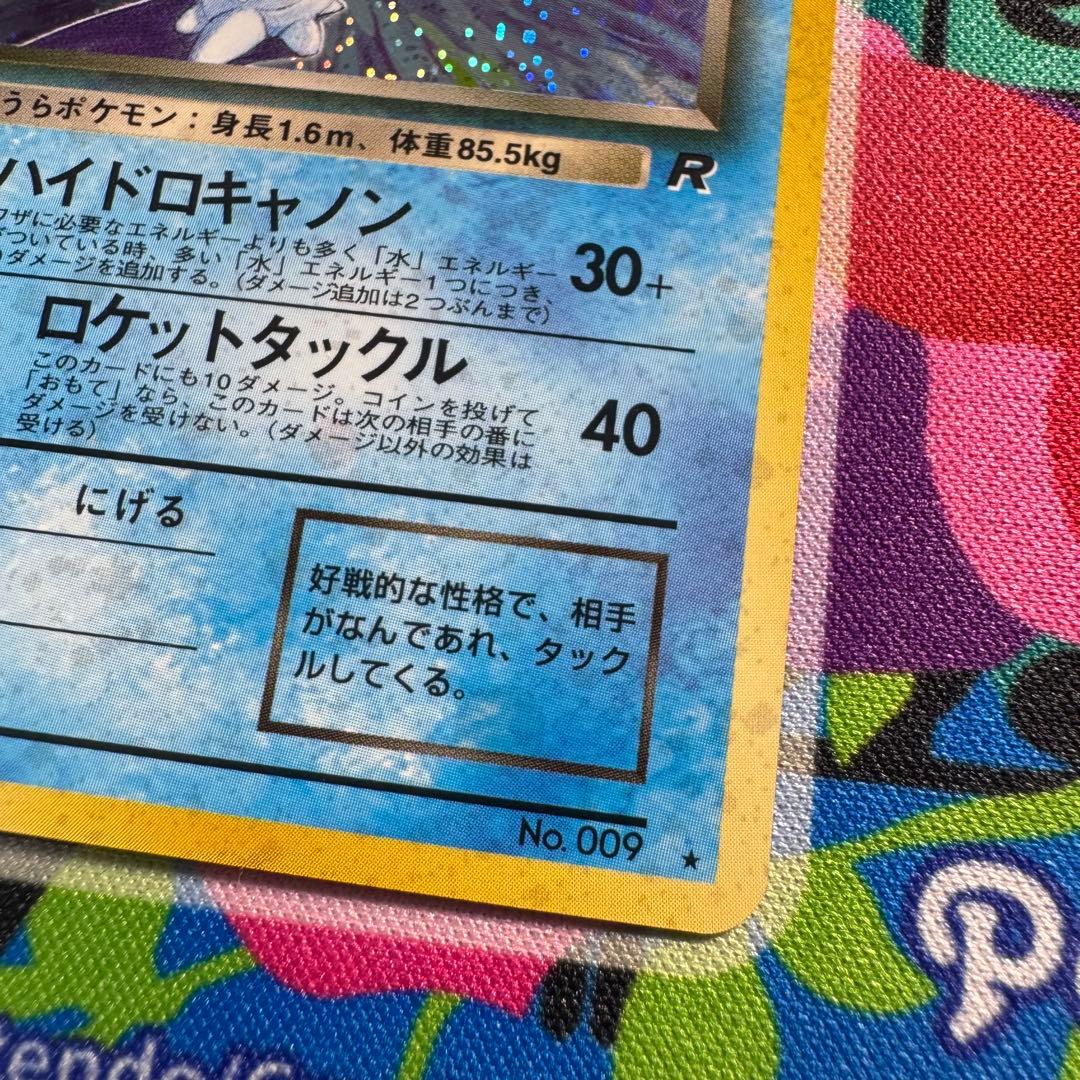 うらポケモン：身長1.6m、体重85.5kg
R
ハイドロキャノン
ワザに必要なエネルギーよりも多く「水」エネルギー
ついている時、多い「水」エネルギー1つにつき、
ダメージを追加する。（ダメージ追加は2つぶんまで）
30+
ロケットタックル
このカードにも10ダメージ。コインを投げて
「おもて」なら、このカードは次の相手の番に
ダメージを受けない。（ダメージ以外の効果は
受ける）
40
にげる
好戦的な性格で、相手
がなんであれ、タック
ルしてくる。
No. 009 ★